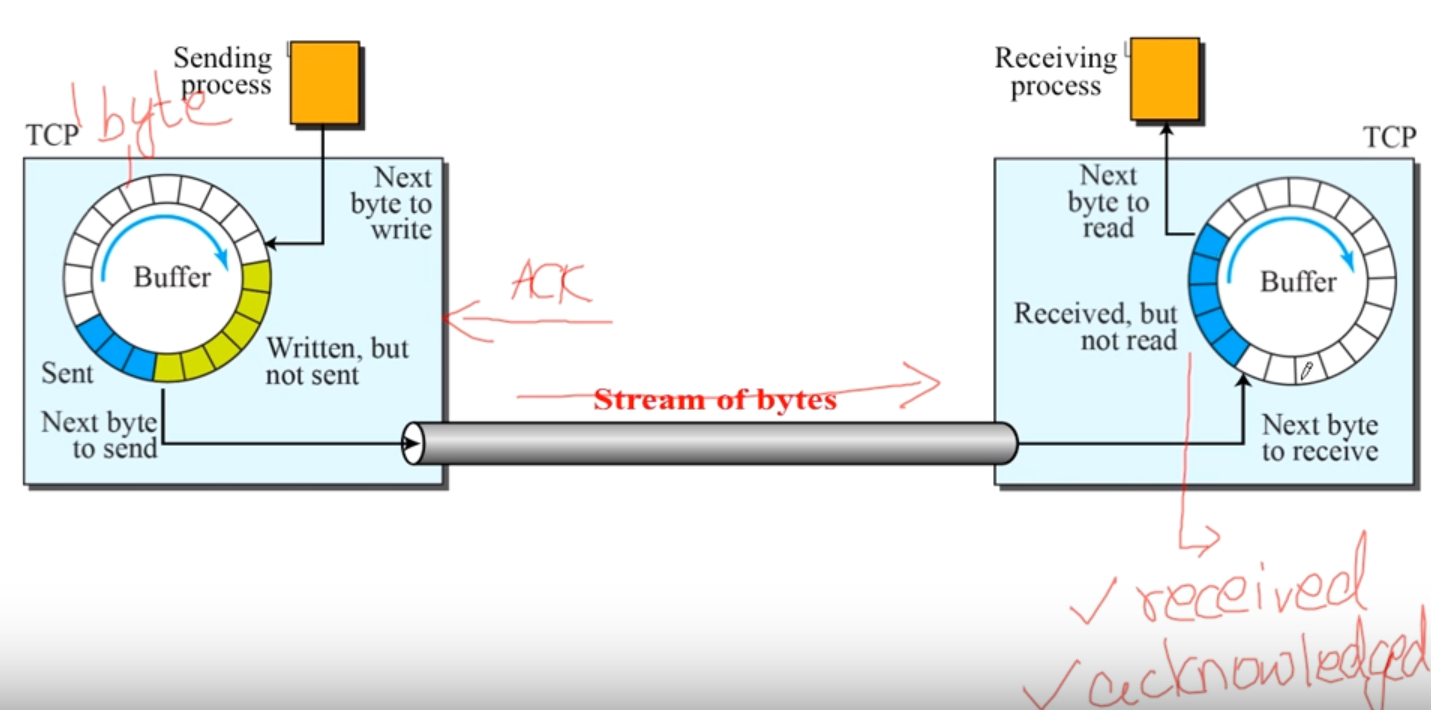 Sending
process
1 byte
TCP
Next
byte to
write
Buffer
Sent
Written, but
not sent
Next byte
to send
ACK
Stream of bytes
Receiving
process
TCP
Next
byte to
read
Buffer
Received, but
not read
Next byte
to receive
✓ received
✓ acknowledged